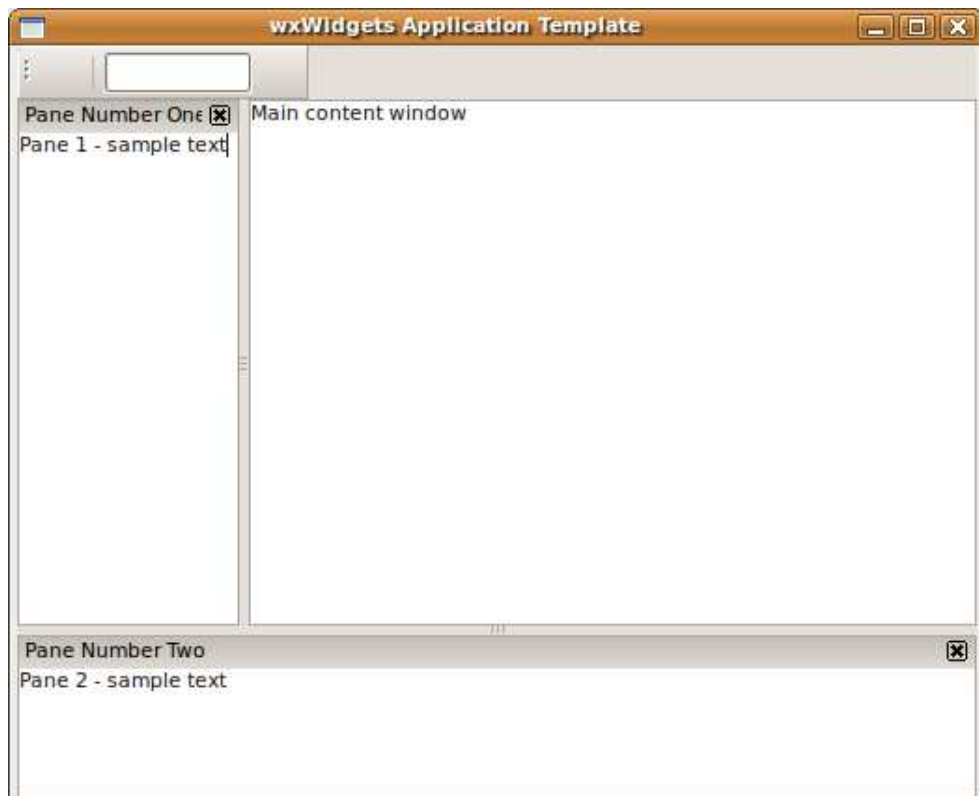 wxWidgets Application Template
Pane Number One
Main content window
Pane 1 - sample text
Pane Number Two
Pane 2 - sample text